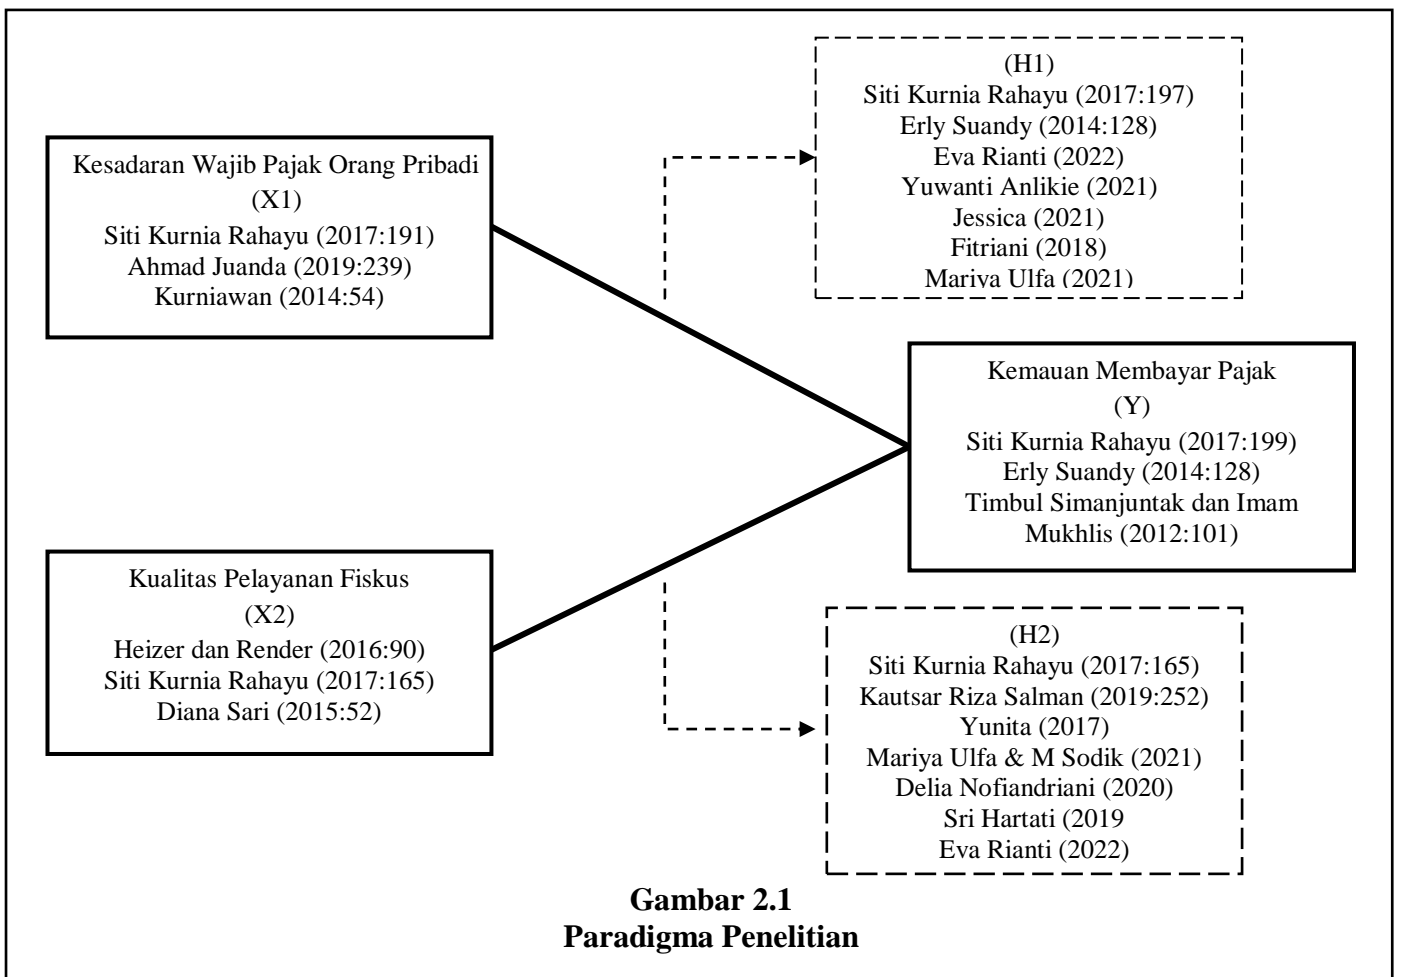 (H1)
Siti Kurnia Rahayu (2017:197)
Erly Suandy (2014:128)
Eva Rianti (2022)
Yuwanti Anlikie (2021)
Jessica (2021)
Fitriani (2018)
Mariya Ulfa (2021)
Kesadaran Wajib Pajak Orang Pribadi
(X1)
Siti Kurnia Rahayu (2017:191)
Ahmad Juanda (2019:239)
Kurniawan (2014:54)
Kemauan Membayar Pajak
(Y)
Siti Kurnia Rahayu (2017:199)
Erly Suandy (2014:128)
Timbul Simanjuntak dan Imam
Mukhlis (2012:101)
Kualitas Pelayanan Fiskus
(X2)
Heizer dan Render (2016:90)
Siti Kurnia Rahayu (2017:165)
Diana Sari (2015:52)
(H2)
Siti Kurnia Rahayu (2017:165)
Kautsar Riza Salman (2019:252)
Yunita (2017)
Mariya Ulfa & M Sodik (2021)
Delia Nofiandriani (2020)
Sri Hartati (2019
Eva Rianti (2022)
Gambar 2.1
Paradigma Penelitian